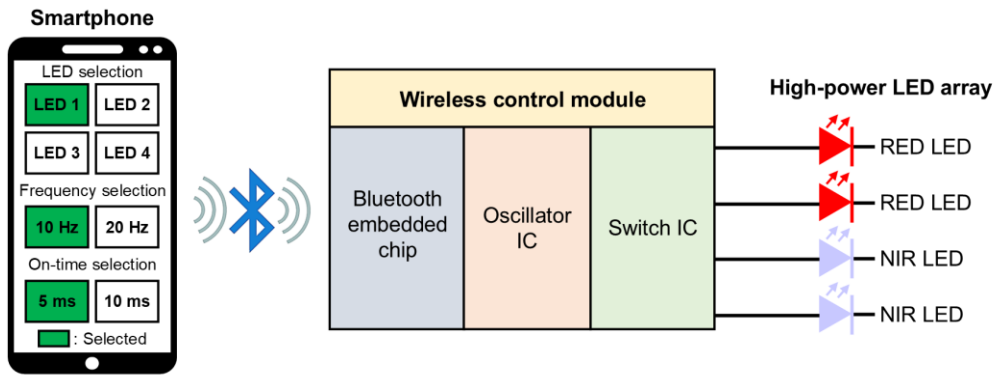 Smartphone
LED selection
LED 1 LED 2
LED 3 LED 4
Frequency selection
10 Hz 20 Hz
On-time selection
5 ms 10 ms
: Selected
Wireless control module
Bluetooth
embedded
chip
Oscillator
IC
Switch IC
High-power LED array
RED LED
RED LED
NIR LED
NIR LED